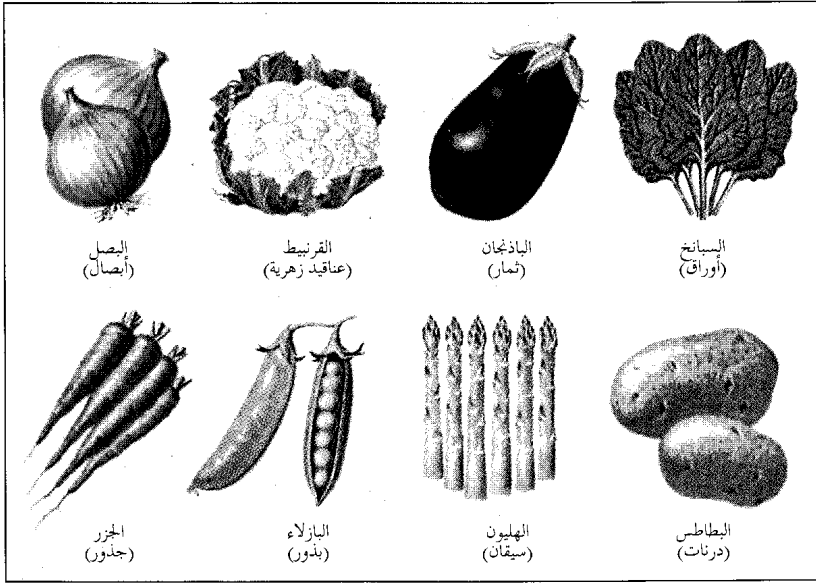 السبانخ
(أوراق)
الباذنجان
(ثمار)
القرنبيط
(عناقيد زهرية)
البصل
(أبصال)
البطاطس
(درنات)
الهليون
(سيقان)
البازلاء
(بذور)
الجزر
(جذور)